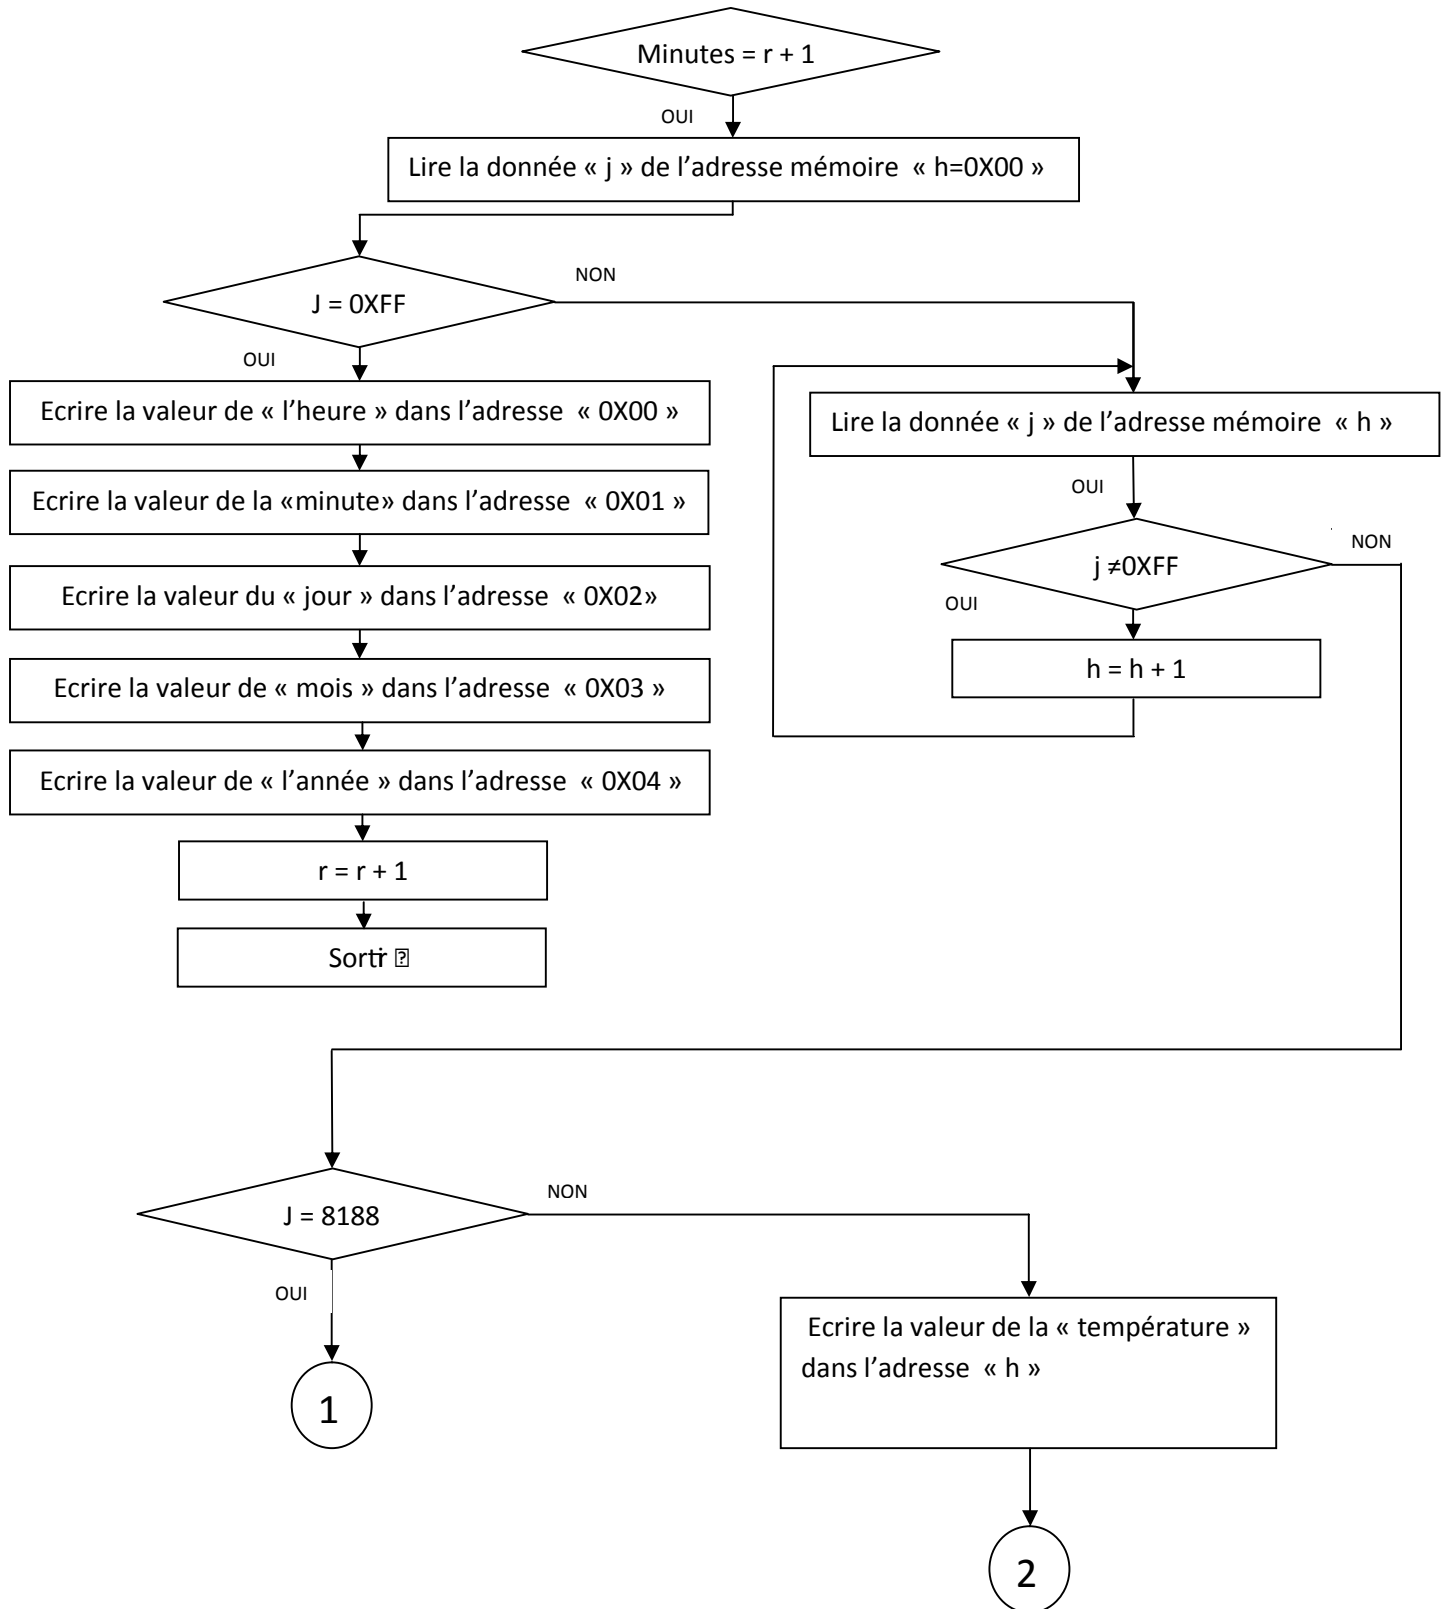 Minutes = r + 1
OUI
Lire la donnée « j » de l’adresse mémoire « h=0X00 »
J = 0XFF
NON
OUI
Ecrire la valeur de « l’heure » dans l’adresse « 0X00 »
Ecrire la valeur de la «minute» dans l’adresse « 0X01 »
Ecrire la valeur du « jour » dans l’adresse « 0X02»
Ecrire la valeur de « mois » dans l’adresse « 0X03 »
Ecrire la valeur de « l’année » dans l’adresse « 0X04 »
r = r + 1
Sortir ⍰
Lire la donnée « j » de l’adresse mémoire « h »
OUI
j ≠0XFF
NON
OUI
h = h + 1
J = 8188
NON
OUI
Ecrire la valeur de la « température »
dans l’adresse « h »
1
2